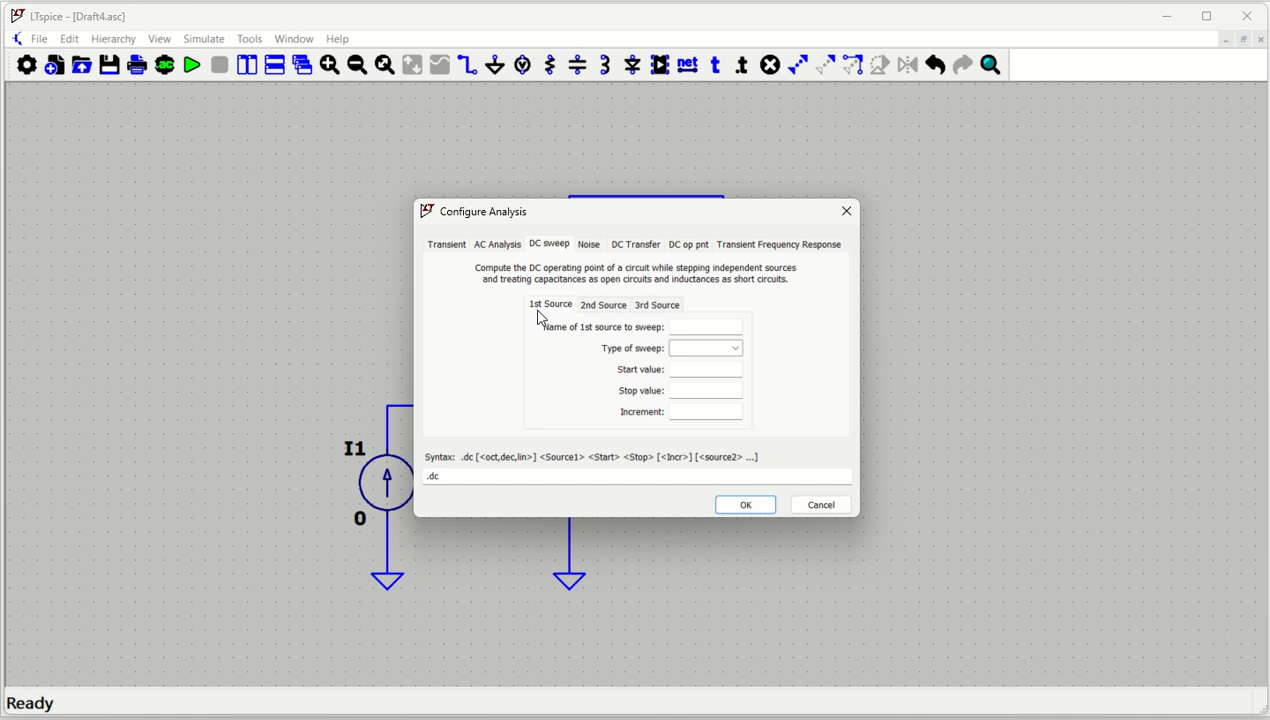 LTspice - [Draft4.asc]
File Edit Hierarchy View Simulate Tools Window Help
Configure Analysis
Transient AC Analysis DC sweep Noise DC Transfer DC op pnt Transient Frequency Response
Compute the DC operating point of a circuit while stepping independent sources
and treating capacitances as open circuits and inductances as short circuits.
1st Source 2nd Source 3rd Source
Name of 1st source to sweep:
Type of sweep:
Start value:
Stop value:
Increment:
Syntax: .dc [<oct,dec,lin>] <Source1> <Start> <Stop> [<Incr>] [<source2> ...]
.dc
OK Cancel
I1
0
Ready